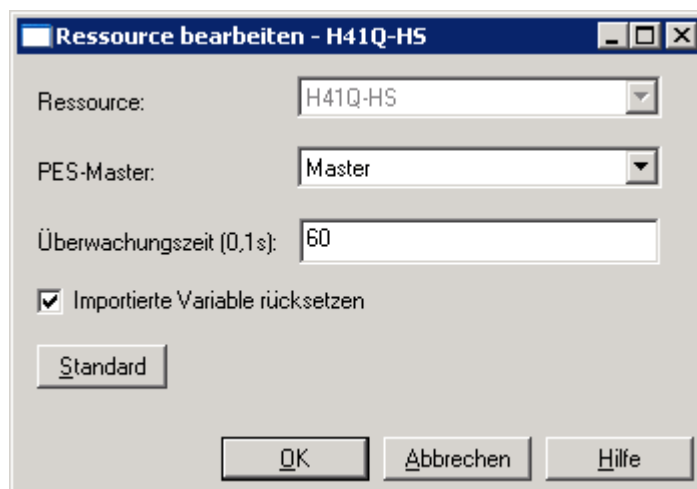 Ressource bearbeiten - H41Q-HS
Ressource: H41Q-HS
PES-Master: Master
Überwachungszeit (0,1s): 60
Importierte Variable rücksetzen
Standard
OK Abbrechen Hilfe